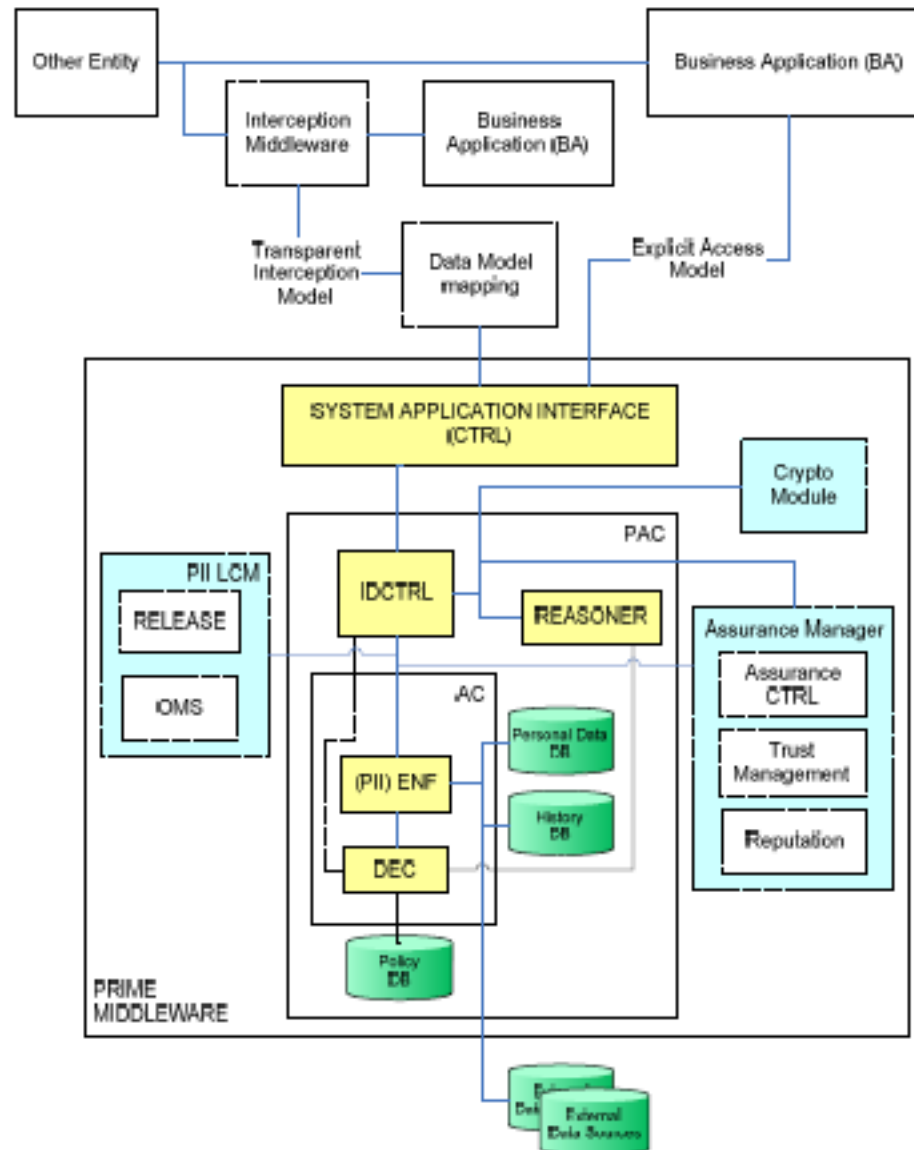 Other Entity
Business Application (BA)
Interception
Middleware
Business
Application (BA)
Transparent
Interception
Model
Data Model
mapping
Explicit Access
Model
SYSTEM APPLICATION INTERFACE
(CTRL)
Crypto
Module
PAC
PII LCM
RELEASE
OMS
IDCTRL
REASONER
Assurance Manager
Assurance
CTRL
Trust
Management
Reputation
AC
(PII) ENF
DEC
Personal Data
DB
History
DB
Policy
DB
PRIME
MIDDLEWARE
External
Data Sources